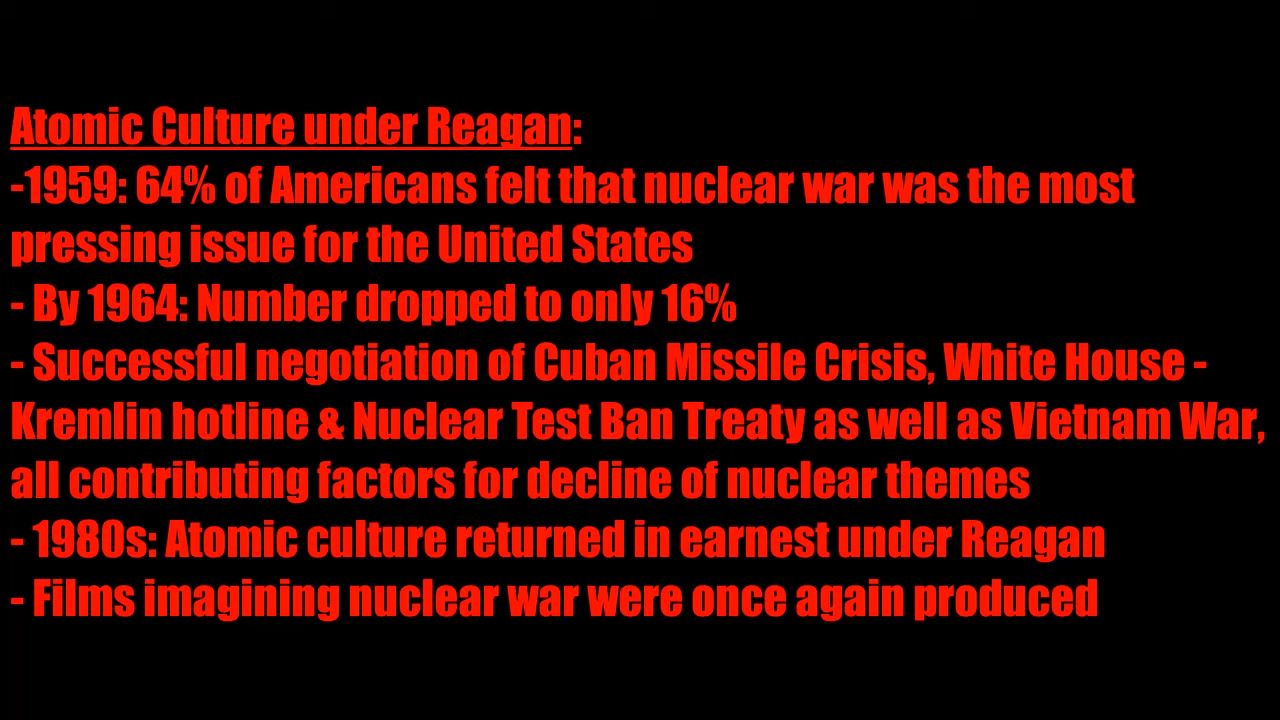 Atomic Culture under Reagan:
-1959: 64% of Americans felt that nuclear war was the most
pressing issue for the United States
- By 1964: Number dropped to only 16%
- Successful negotiation of Cuban Missile Crisis, White House -
Kremlin hotline & Nuclear Test Ban Treaty as well as Vietnam War,
all contributing factors for decline of nuclear themes
- 1980s: Atomic culture returned in earnest under Reagan
- Films imagining nuclear war were once again produced